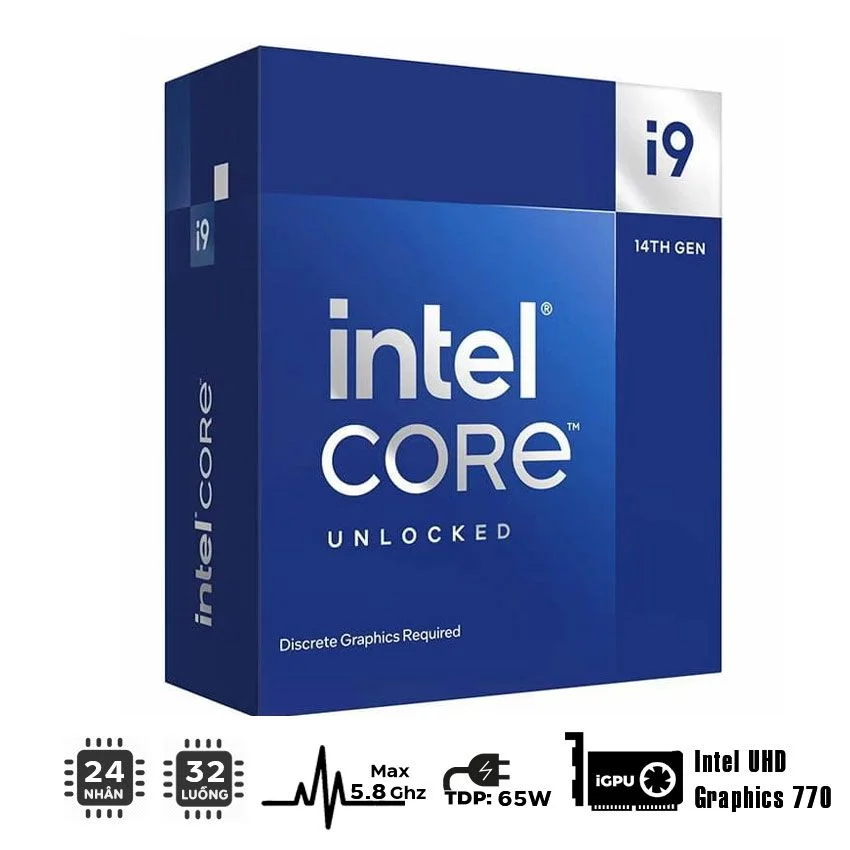 i9
14TH GEN
i9
intel®
CORE™
UNLOCKED
intel CORE™
Discrete Graphics Required
24
NHÂN
32
LUỒNG
Max
5.8 Ghz
TDP: 65W
iGPU
Intel UHD
Graphics 770